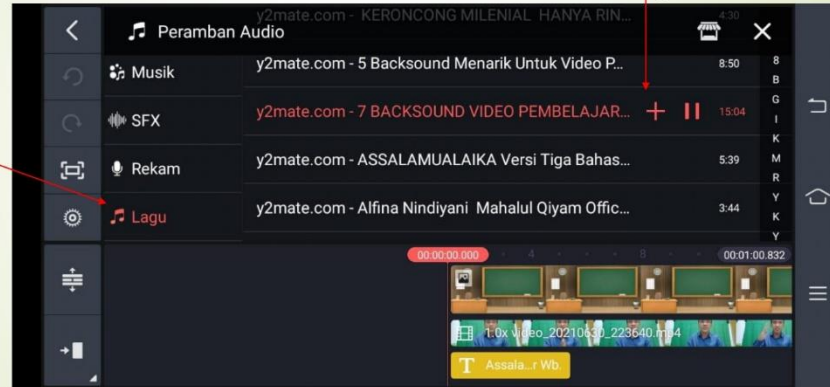 y2mate.com - KERONCONG MILENIAL HANYA RIN... 4:30
Peramban Audio
Musik
y2mate.com - 5 Backsound Menarik Untuk Video P... 8:50
SFX
y2mate.com - 7 BACKSOUND VIDEO PEMBELAJAR... 15:04
Rekam
y2mate.com - ASSALAMUALAIKA Versi Tiga Bahas... 5:39
Lagu
y2mate.com - Alfina Nindiyani Mahalul Qiyam Offic... 3:44
8
B
G
I
K
M
R
Y
K
Y
00:00:00.000 4 8 00:01:00.832
1.0x video_20210630_223640.mp4
T Assala...r Wb.